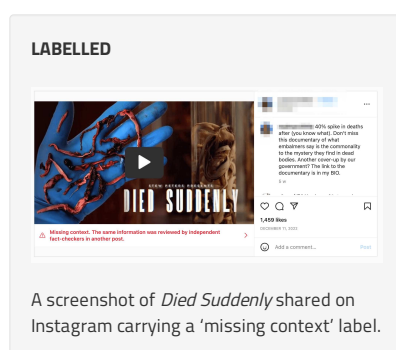 LABELLED
STEW PETERS PRESENTS
DIED SUDDENLY
Missing context. The same information was reviewed by independent
fact-checkers in another post.
40% spike in deaths
after (you know what). Don't miss
this documentary of what
embalmers say is the commonality
to the mystery they find in dead
bodies. Another cover-up by our
government? The link to the
documentary is in my BIO.
1,459 likes
DECEMBER 11, 2022
Add a comment...
Post
A screenshot of Died Suddenly shared on
Instagram carrying a ‘missing context’ label.